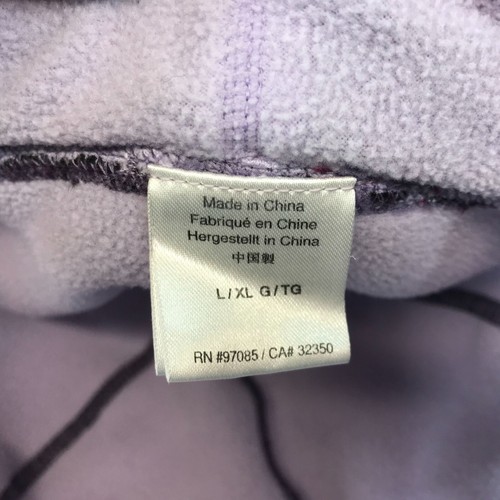 Made in China
Fabriqué en Chine
Hergestellt in China
中国製
L/XL G/TG
RN #97085 / CA# 32350